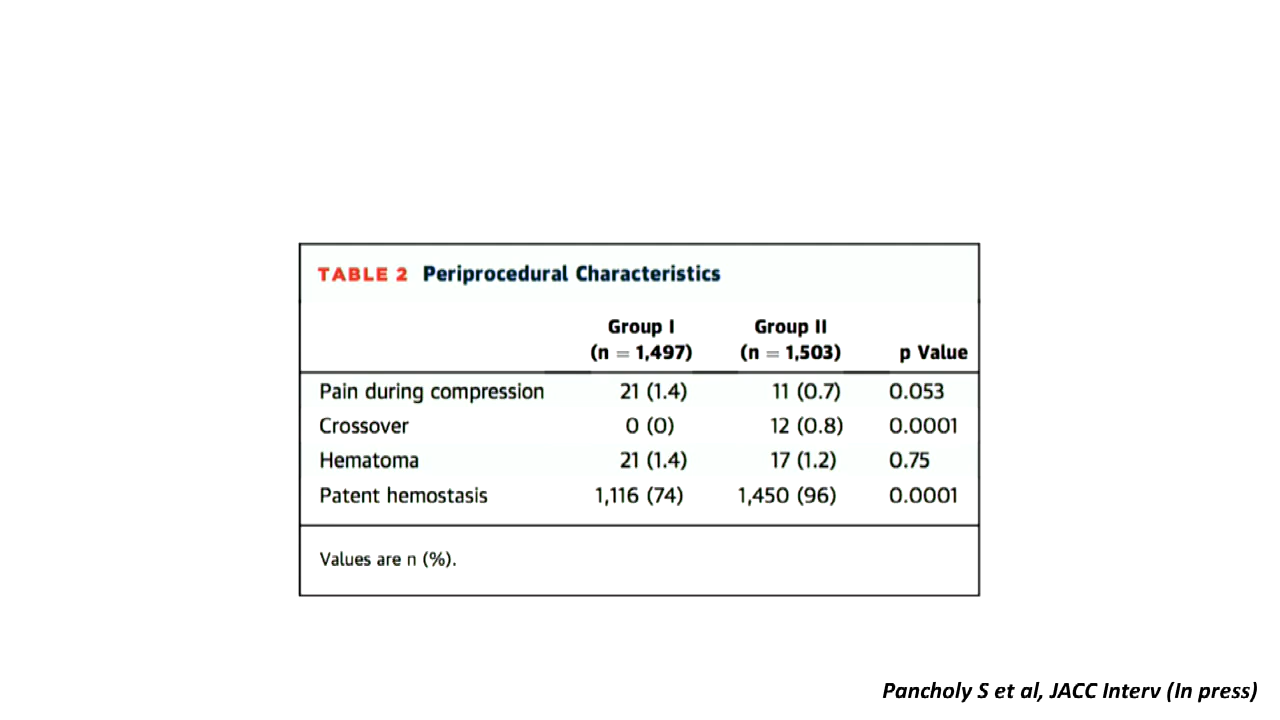 TABLE 2 Periprocedural Characteristics
Group I Group II
(n = 1,497) (n = 1,503) p Value
Pain during compression 21 (1.4) 11 (0.7) 0.053
Crossover 0 (0) 12 (0.8) 0.0001
Hematoma 21 (1.4) 17 (1.2) 0.75
Patent hemostasis 1,116 (74) 1,450 (96) 0.0001
Values are n (%).
Pancholy S et al, JACC Interv (In press)